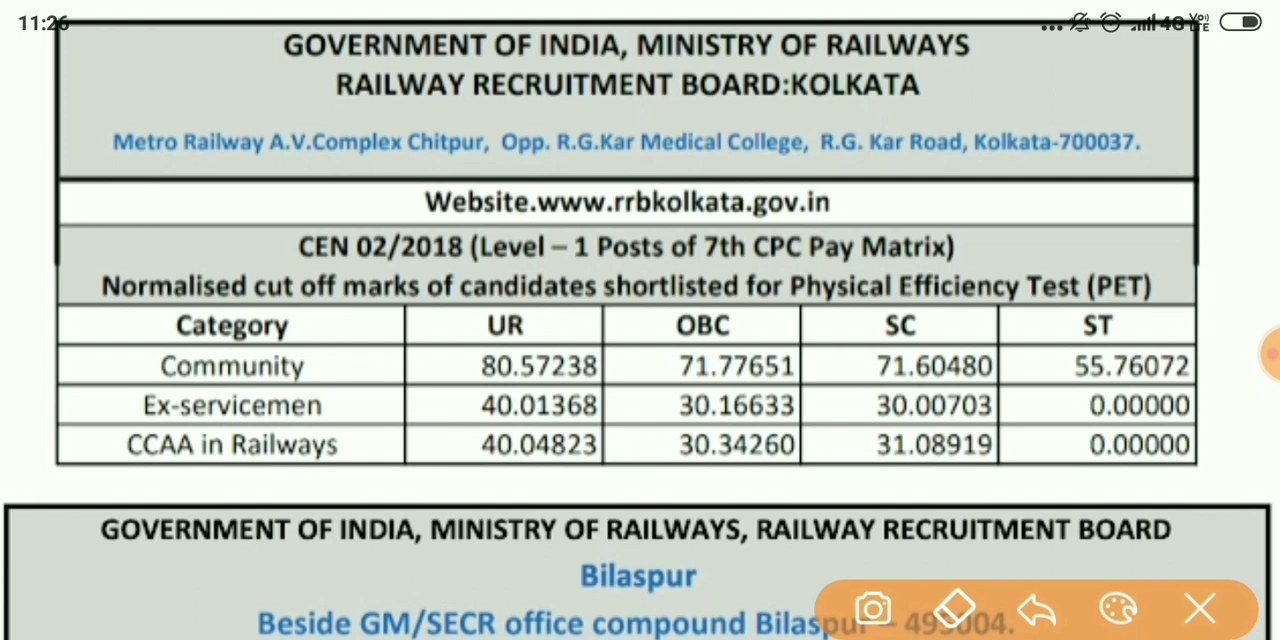 11:26
4G Vo)) LTE
GOVERNMENT OF INDIA, MINISTRY OF RAILWAYS
RAILWAY RECRUITMENT BOARD:KOLKATA
Metro Railway A.V.Complex Chitpur, Opp. R.G.Kar Medical College, R.G. Kar Road, Kolkata-700037.
Website.www.rrbkolkata.gov.in
CEN 02/2018 (Level – 1 Posts of 7th CPC Pay Matrix)
Normalised cut off marks of candidates shortlisted for Physical Efficiency Test (PET)
Category UR OBC SC ST
Community 80.57238 71.77651 71.60480 55.76072
Ex-servicemen 40.01368 30.16633 30.00703 0.00000
CCAA in Railways 40.04823 30.34260 31.08919 0.00000
GOVERNMENT OF INDIA, MINISTRY OF RAILWAYS, RAILWAY RECRUITMENT BOARD
Bilaspur
Beside GM/SECR office compound Bilaspur –